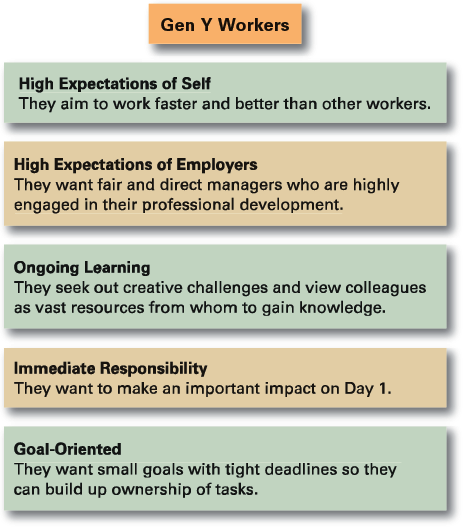 Gen Y Workers
High Expectations of Self
They aim to work faster and better than other workers.
High Expectations of Employers
They want fair and direct managers who are highly
engaged in their professional development.
Ongoing Learning
They seek out creative challenges and view colleagues
as vast resources from whom to gain knowledge.
Immediate Responsibility
They want to make an important impact on Day 1.
Goal-Oriented
They want small goals with tight deadlines so they
can build up ownership of tasks.